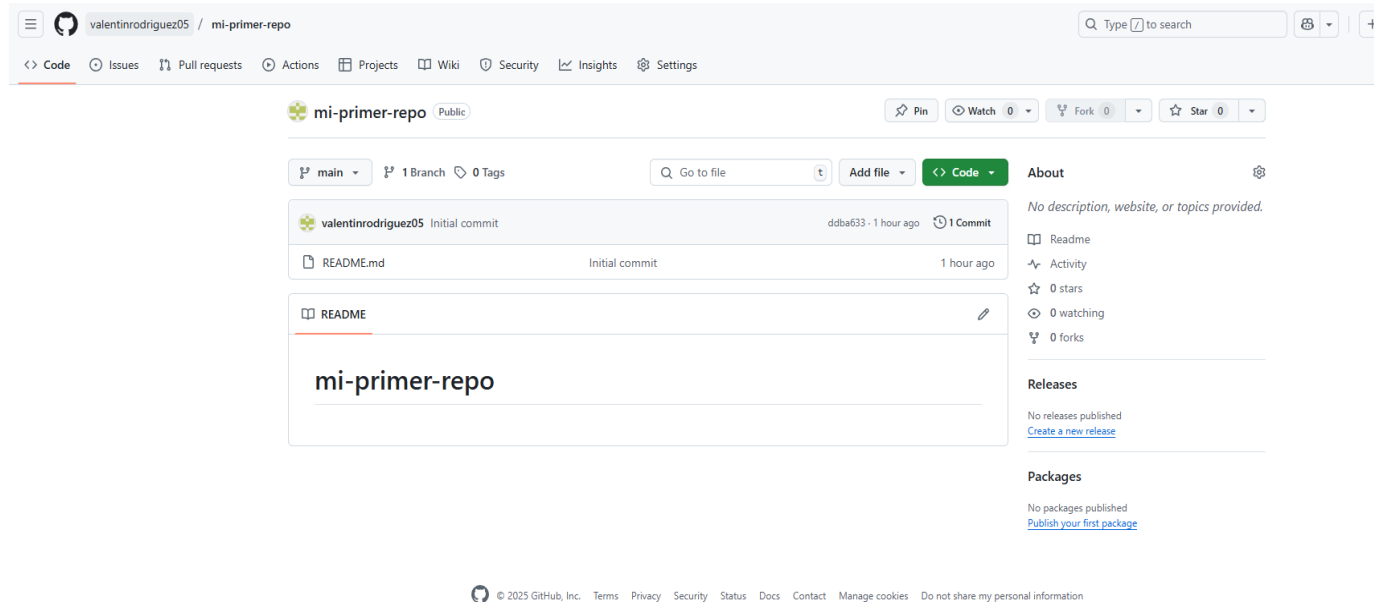 valentinrodriguez05 / mi-primer-repo
Type / to search
Code Issues Pull requests Actions Projects Wiki Security Insights Settings
mi-primer-repo Public
Pin Watch 0 Fork 0 Star 0
main 1 Branch 0 Tags
Go to file t Add file Code
valentinrodriguez05 Initial commit ddba633 · 1 hour ago 1 Commit
README.md Initial commit 1 hour ago
README
mi-primer-repo
About
No description, website, or topics provided.
Readme
Activity
0 stars
0 watching
0 forks
Releases
No releases published
Create a new release
Packages
No packages published
Publish your first package
© 2025 GitHub, Inc. Terms Privacy Security Status Docs Contact Manage cookies Do not share my personal information